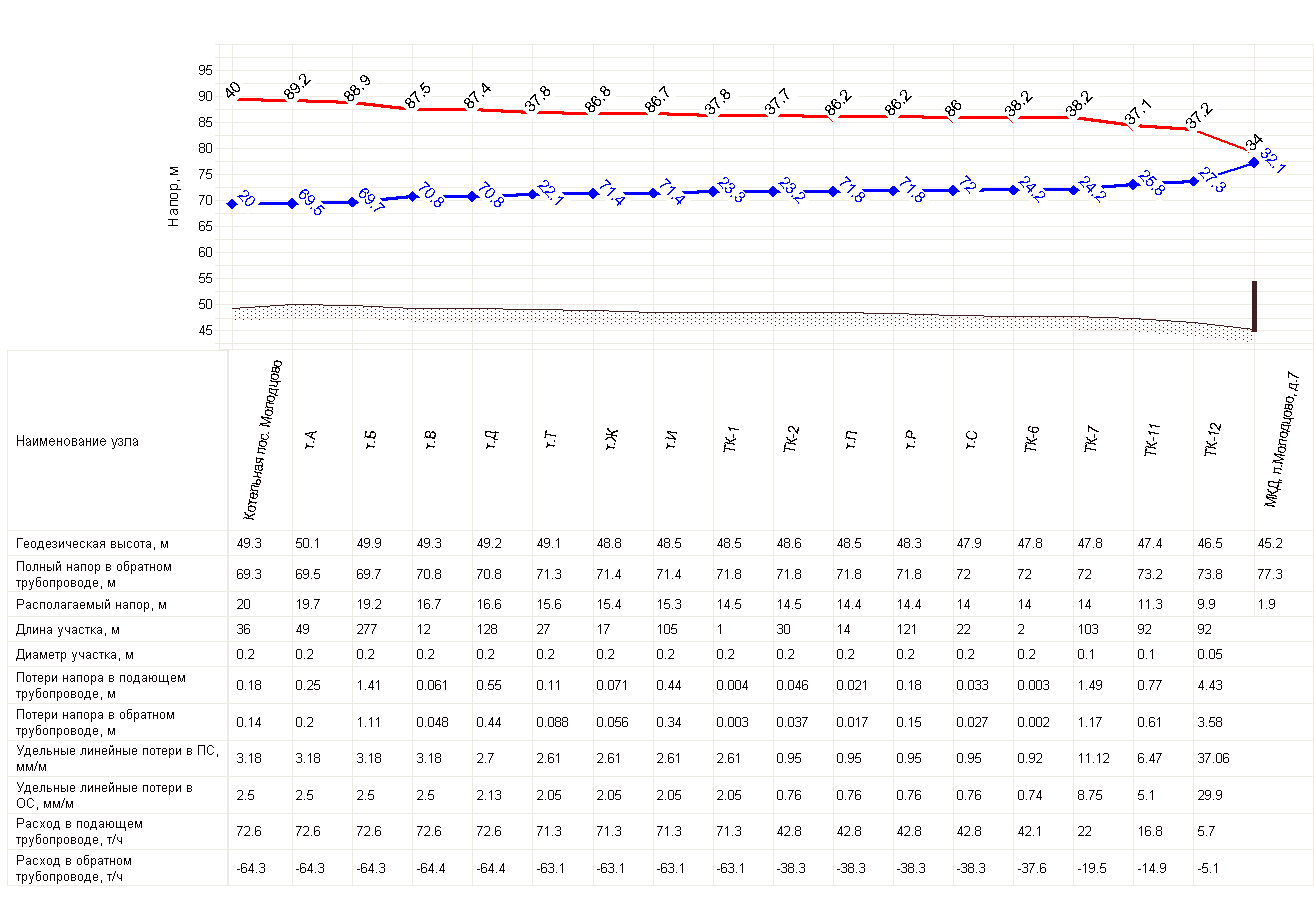 40 89.2 88.9 87.5 87.4 37.8 86.8 86.7 37.8 37.7 86.2 86.2 86 38.2 38.2 37.1 37.2 34
20 69.5 69.7 70.8 70.8 22.1 71.4 71.4 23.3 23.2 71.8 71.8 72 24.2 24.2 25.8 27.3 32.1
Напор, м
95
90
85
80
75
70
65
60
55
50
45
Наименование узла Котельная пос. Молодцово т.А т.Б т.В т.Д т.Т т.Ж т.И ТК-1 ТК-2 т.П т.Р т.С ТК-6 ТК-7 ТК-11 ТК-12 МКД, п.Молодцово, д.7
Геодезическая высота, м 49.3 50.1 49.9 49.3 49.2 49.1 48.8 48.5 48.5 48.6 48.5 48.3 47.9 47.8 47.8 47.4 46.5 45.2
Полный напор в обратном
трубопроводе, м 69.3 69.5 69.7 70.8 70.8 71.3 71.4 71.4 71.8 71.8 71.8 71.8 72 72 72 73.2 73.8 77.3
Располагаемый напор, м 20 19.7 19.2 16.7 16.6 15.6 15.4 15.3 14.5 14.5 14.4 14.4 14 14 14 11.3 9.9 1.9
Длина участка, м 36 49 277 12 128 27 17 105 1 30 14 121 22 2 103 92 92
Диаметр участка, м 0.2 0.2 0.2 0.2 0.2 0.2 0.2 0.2 0.2 0.2 0.2 0.2 0.2 0.2 0.1 0.1 0.05
Потери напора в подающем
трубопроводе, м 0.18 0.25 1.41 0.061 0.55 0.11 0.071 0.44 0.004 0.046 0.021 0.18 0.033 0.003 1.49 0.77 4.43
Потери напора в обратном
трубопроводе, м 0.14 0.2 1.11 0.048 0.44 0.088 0.056 0.34 0.003 0.037 0.017 0.15 0.027 0.002 1.17 0.61 3.58
Удельные линейные потери в ПС,
мм/м 3.18 3.18 3.18 3.18 2.7 2.61 2.61 2.61 2.61 0.95 0.95 0.95 0.95 0.92 11.12 6.47 37.06
Удельные линейные потери в
ОС, мм/м 2.5 2.5 2.5 2.5 2.13 2.05 2.05 2.05 2.05 0.76 0.76 0.76 0.76 0.74 8.75 5.1 29.9
Расход в подающем
трубопроводе, т/ч 72.6 72.6 72.6 72.6 72.6 71.3 71.3 71.3 71.3 42.8 42.8 42.8 42.8 42.1 22 16.8 5.7
Расход в обратном
трубопроводе, т/ч -64.3 -64.3 -64.3 -64.4 -64.4 -63.1 -63.1 -63.1 -63.1 -38.3 -38.3 -38.3 -38.3 -37.6 -19.5 -14.9 -5.1